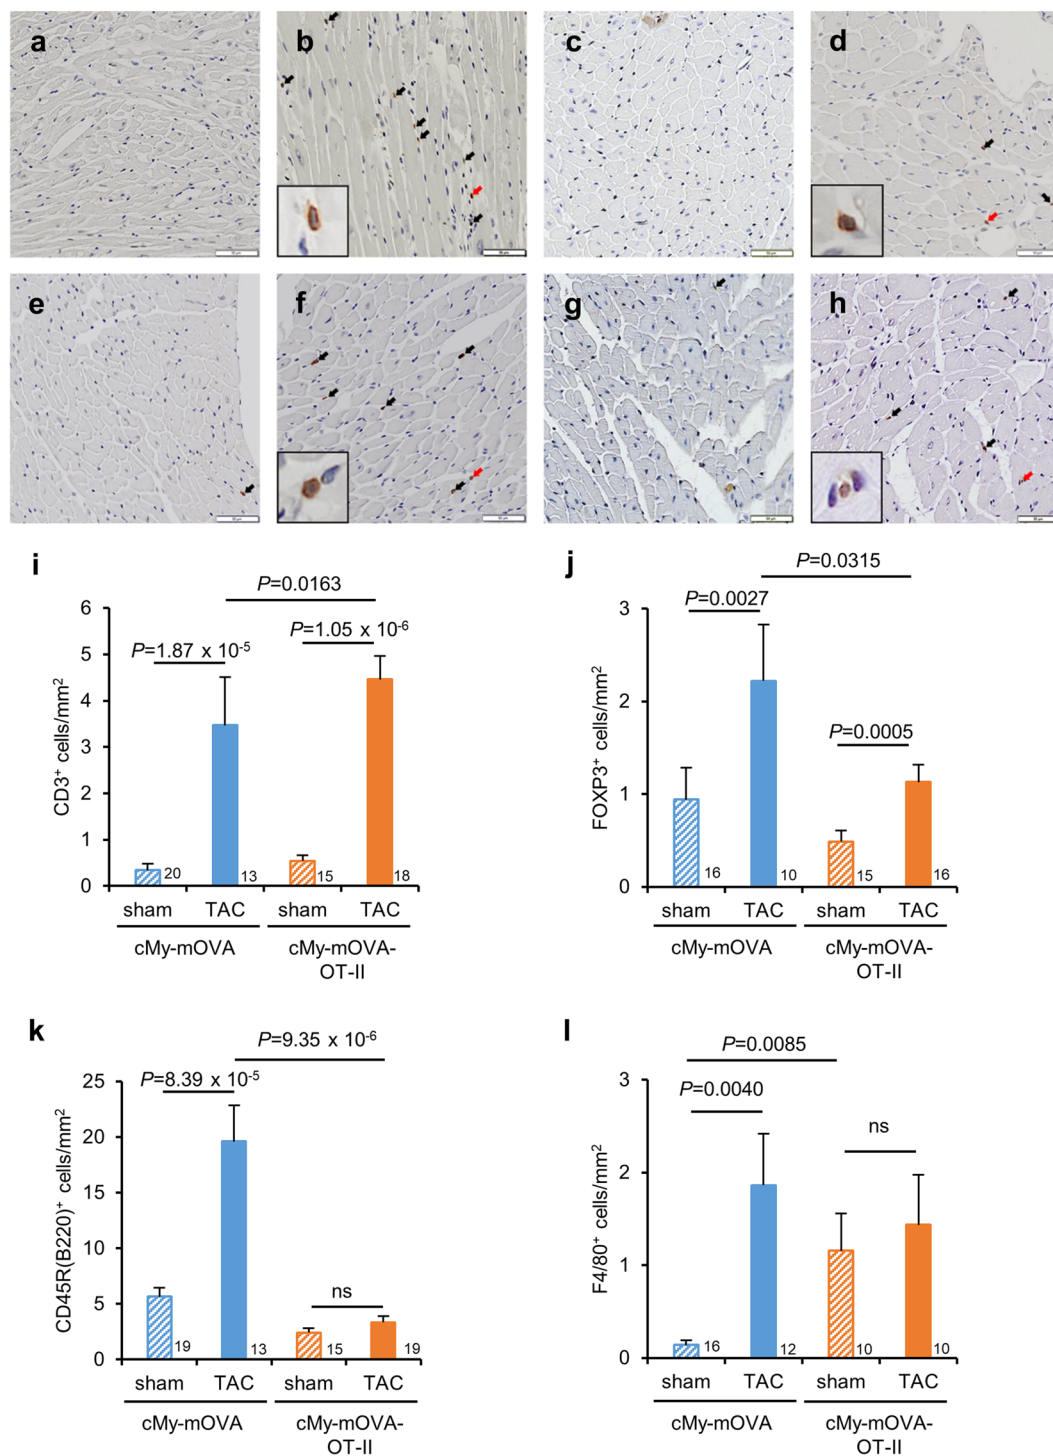 a
b
c
d
e
f
g
h
i
P=0.0163
P=1.87 x 10⁻⁵
P=1.05 x 10⁻⁶
CD3⁺ cells/mm²
6
5
4
3
2
1
0
20
13
15
18
sham TAC sham TAC
cMy-mOVA
cMy-mOVA-
OT-II
j
P=0.0315
P=0.0027
P=0.0005
FOXP3⁺ cells/mm²
3
2
1
0
16
10
15
16
sham TAC sham TAC
cMy-mOVA
cMy-mOVA-
OT-II
k
P=9.35 x 10⁻⁶
P=8.39 x 10⁻⁵
ns
CD45R(B220)⁺ cells/mm²
25
20
15
10
5
0
19
13
15
19
sham TAC sham TAC
cMy-mOVA
cMy-mOVA-
OT-II
l
P=0.0085
P=0.0040
ns
F4/80⁺ cells/mm²
3
2
1
0
16
12
10
10
sham TAC sham TAC
cMy-mOVA
cMy-mOVA-
OT-II